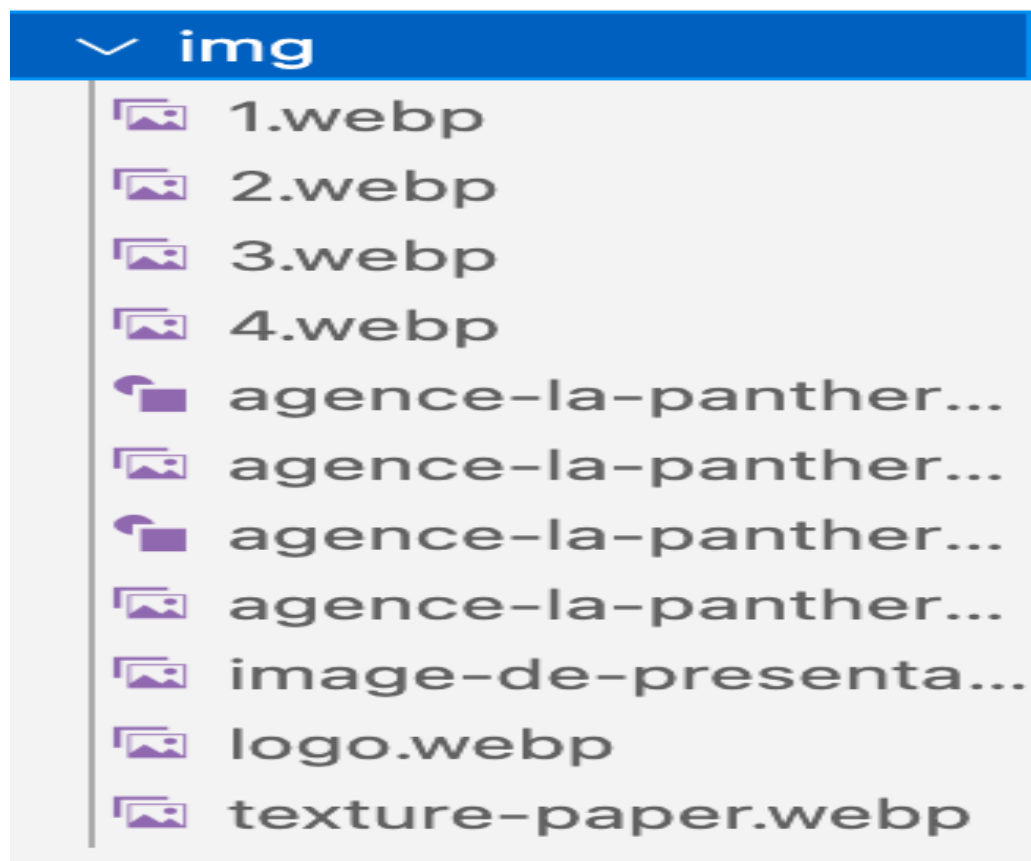 img
1.webp
2.webp
3.webp
4.webp
agence-la-panther...
agence-la-panther...
agence-la-panther...
agence-la-panther...
image-de-presenta...
logo.webp
texture-paper.webp